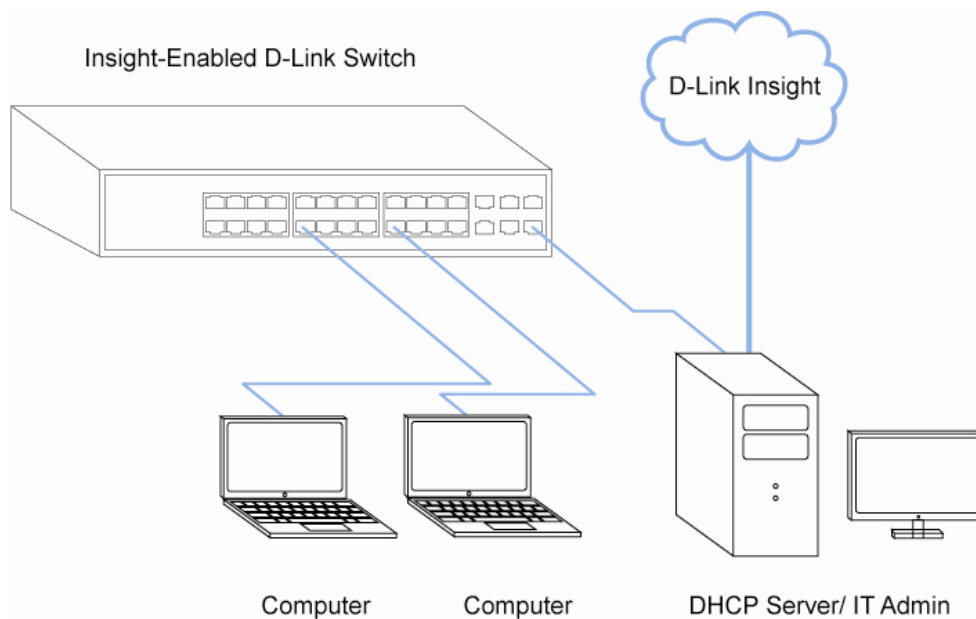 Insight-Enabled D-Link Switch
D-Link Insight
Computer
Computer
DHCP Server/ IT Admin